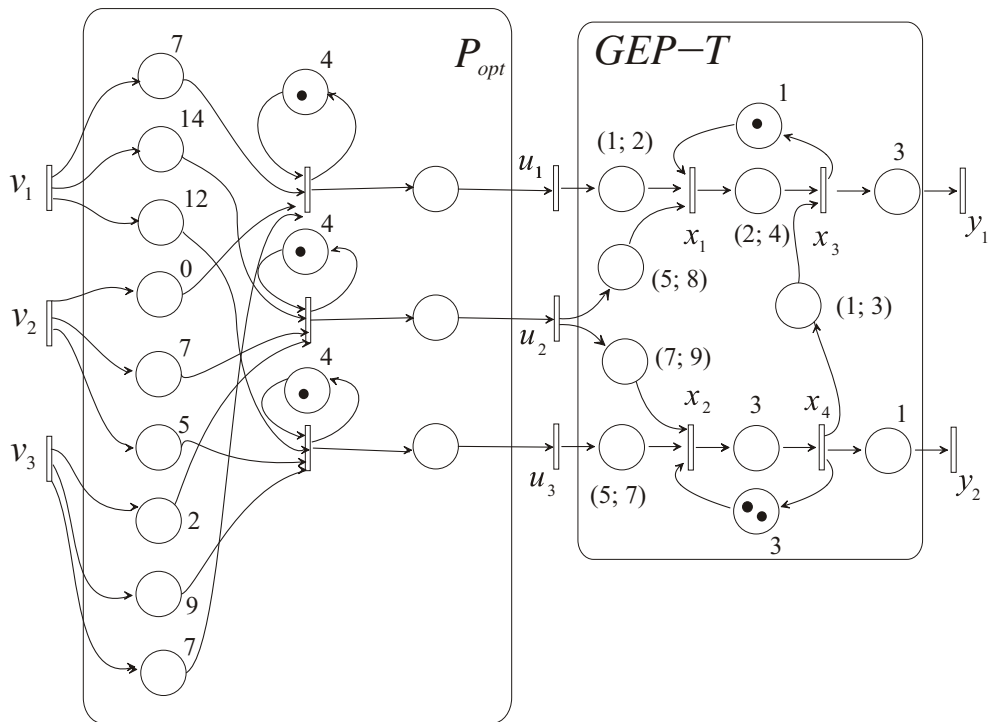 P_opt
GEP–T
7
4
14
12
0
4
7
4
5
2
9
7
v_1
v_2
v_3
u_1
u_2
u_3
(1; 2)
1
3
x_1
(2; 4)
x_3
y_1
(5; 8)
(1; 3)
(7; 9)
x_2
3
x_4
1
(5; 7)
3
y_2